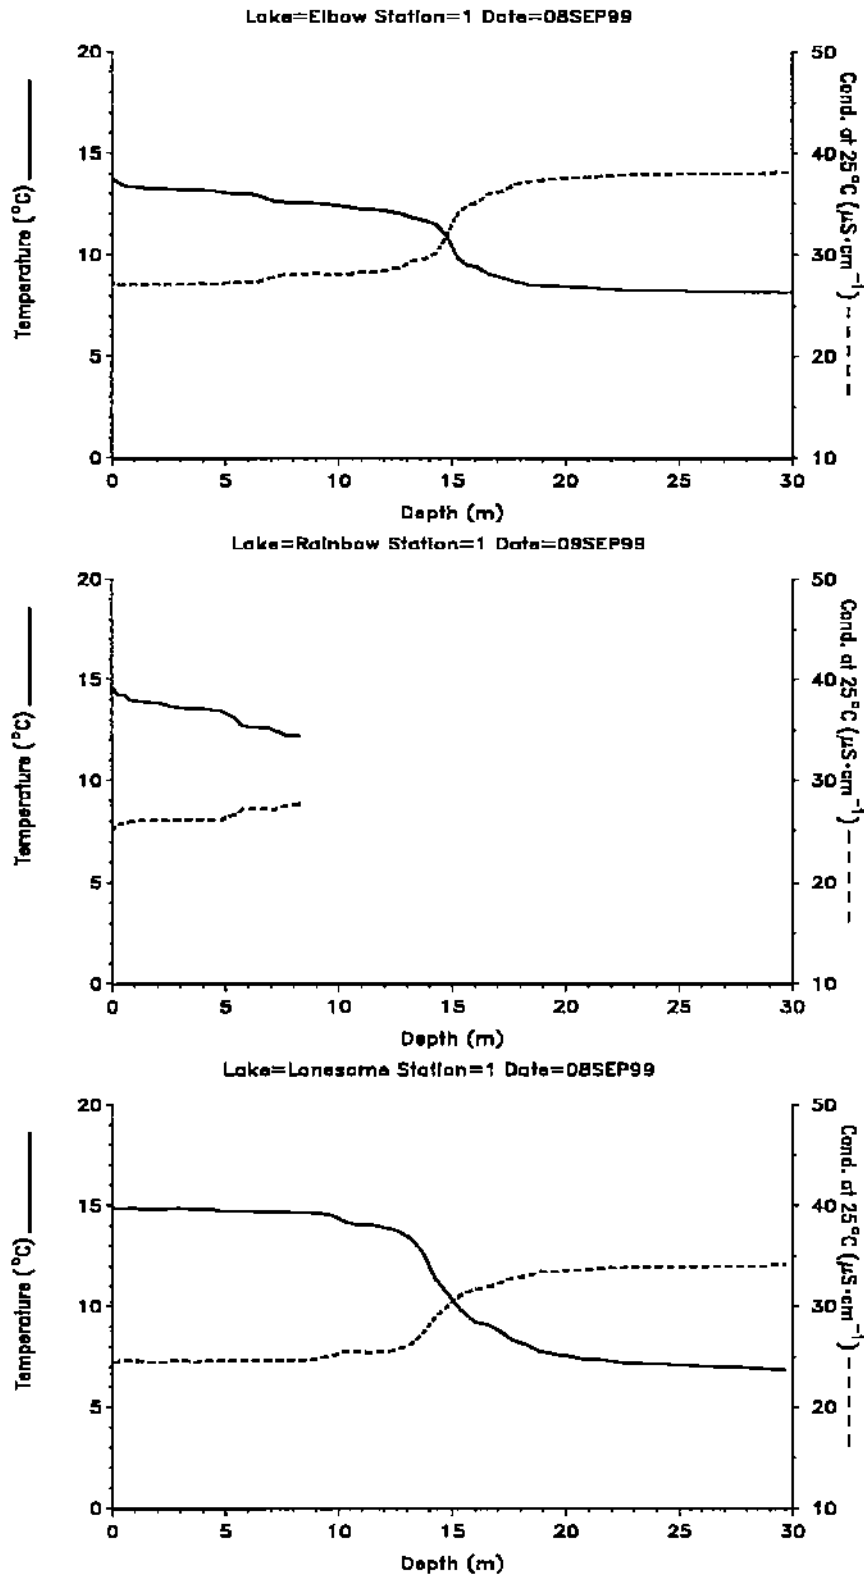 Lake=Elbow Station=1 Date=08SEP99
20
15
10
5
0
Temperature (°C)
50
40
30
20
10
Cond. at 25°C (µS·cm⁻¹)
0 5 10 15 20 25 30
Depth (m)
Lake=Rainbow Station=1 Date=09SEP99
20
15
10
5
0
Temperature (°C)
50
40
30
20
10
Cond. at 25°C (µS·cm⁻¹)
0 5 10 15 20 25 30
Depth (m)
Lake=Lonesome Station=1 Date=08SEP99
20
15
10
5
0
Temperature (°C)
50
40
30
20
10
Cond. at 25°C (µS·cm⁻¹)
0 5 10 15 20 25 30
Depth (m)